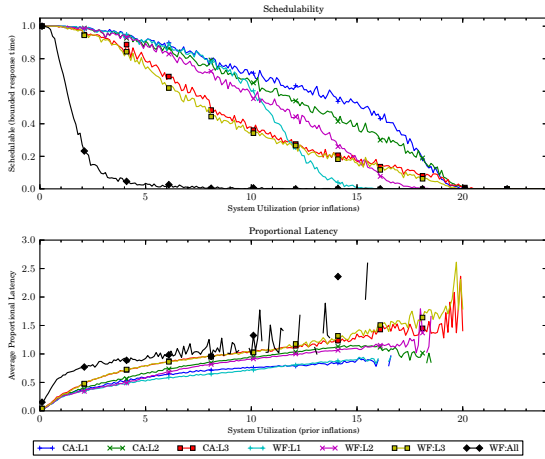 Schedulability
Schedulable (bounded response time)
1.0
0.8
0.6
0.4
0.2
0.0
0 5 10 15 20
System Utilization (prior inflations)
Proportional Latency
Average Proportional Latency
3.0
2.5
2.0
1.5
1.0
0.5
0.0
0 5 10 15 20
System Utilization (prior inflations)
CA:L1 CA:L2 CA:L3 WF:L1 WF:L2 WF:L3 WF:All